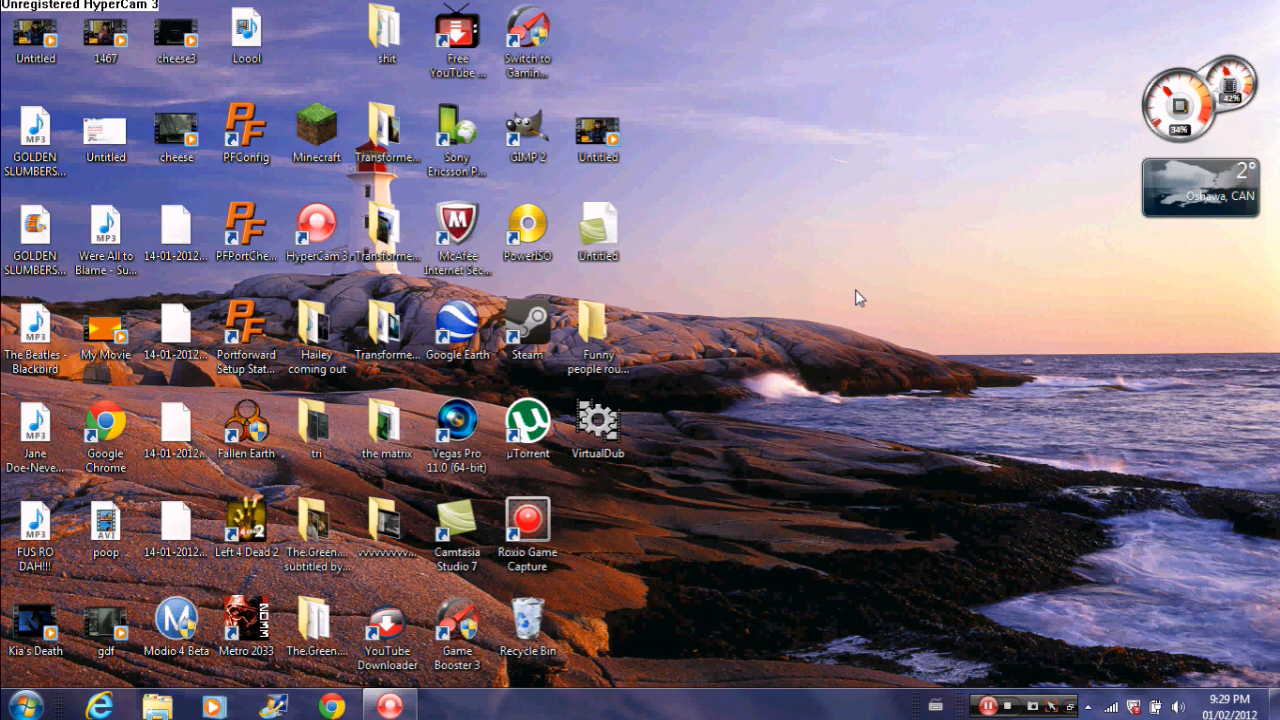 Unregistered HyperCam 3
Untitled
1467
cheese3
Loool
shit
Free
YouTube ...
Switch to
Gamin...
GOLDEN
SLUMBERS...
Untitled
cheese
PFConfig
Minecraft
Transforme...
Sony
Ericsson P...
GIMP 2
Untitled
GOLDEN
SLUMBERS...
Were All to
Blame - Su...
14-01-2012...
PFPortChe...
HyperCam 3
Transforme...
McAfee
Internet Sec...
PowerISO
Untitled
The Beatles -
Blackbird
My Movie
14-01-2012...
Portforward
Setup Stat...
Hailey
coming out
Transforme...
Google Earth
Steam
Funny
people rou...
Jane
Doe-Neve...
Google
Chrome
14-01-2012...
Fallen Earth
tri
the matrix
Vegas Pro
11.0 (64-bit)
µTorrent
VirtualDub
FUS RO
DAH!!!
poop
14-01-2012...
Left 4 Dead 2
The.Green....
subtitled by...
vvvvvvvvv...
Camtasia
Studio 7
Roxio Game
Capture
Kia's Death
gdf
Modio 4 Beta
Metro 2033
The.Green....
YouTube
Downloader
Game
Booster 3
Recycle Bin
42%
34%
2°
Oshawa, CAN
9:29 PM
01/02/2012
MP3
MP3
MP3
MP3
MP3
AVI
2033